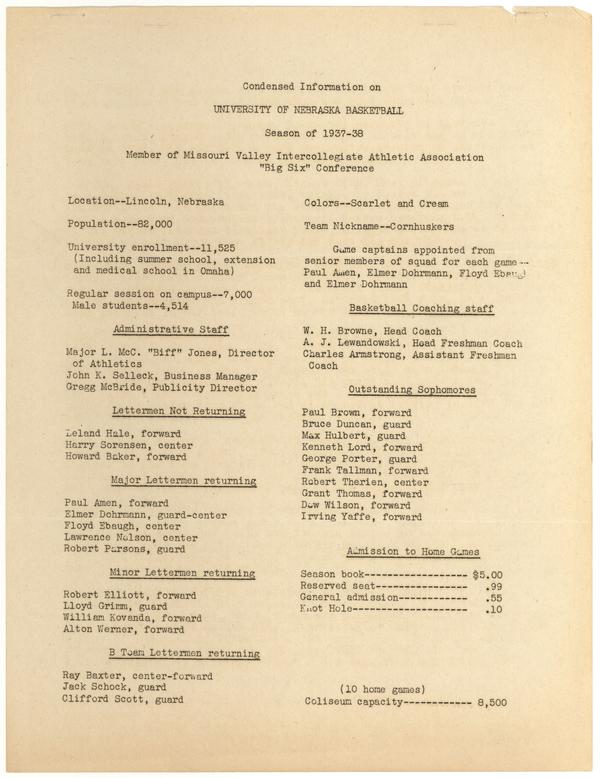 Condensed Information on
UNIVERSITY OF NEBRASKA BASKETBALL
Season of 1937-38
Member of Missouri Valley Intercollegiate Athletic Association
"Big Six" Conference
Location--Lincoln, Nebraska
Population--82,000
University enrollment--11,525
(Including summer school, extension
and medical school in Omaha)
Regular session on campus--7,000
Male students--4,514
Administrative Staff
Major L. McC. "Biff" Jones, Director
of Athletics
John K. Selleck, Business Manager
Gregg McBride, Publicity Director
Lettermen Not Returning
Leland Hale, forward
Harry Sorensen, center
Howard Baker, forward
Major Lettermen returning
Paul Amen, forward
Elmer Dohrmann, guard-center
Floyd Ebaugh, center
Lawrence Nelson, center
Robert Parsons, guard
Minor Lettermen returning
Robert Elliott, forward
Lloyd Grimm, guard
William Kovanda, forward
Alton Werner, forward
B Team Lettermen returning
Ray Baxter, center-forward
Jack Schock, guard
Clifford Scott, guard
Colors--Scarlet and Cream
Team Nickname--Cornhuskers
Game captains appointed from
senior members of squad for each game--
Paul Amen, Elmer Dohrmann, Floyd Ebaugh
and Elmer Dohrmann
Basketball Coaching staff
W. H. Browne, Head Coach
A. J. Lewandowski, Head Freshman Coach
Charles Armstrong, Assistant Freshman
Coach
Outstanding Sophomores
Paul Brown, forward
Bruce Duncan, guard
Max Hulbert, guard
Kenneth Lord, forward
George Porter, guard
Frank Tallman, forward
Robert Therien, center
Grant Thomas, forward
Dow Wilson, forward
Irving Yaffe, forward
Admission to Home Games
Season book------------------ $5.00
Reserved seat---------------- .99
General admission------------ .55
Knot Hole-------------------- .10
(10 home games)
Coliseum capacity------------ 8,500